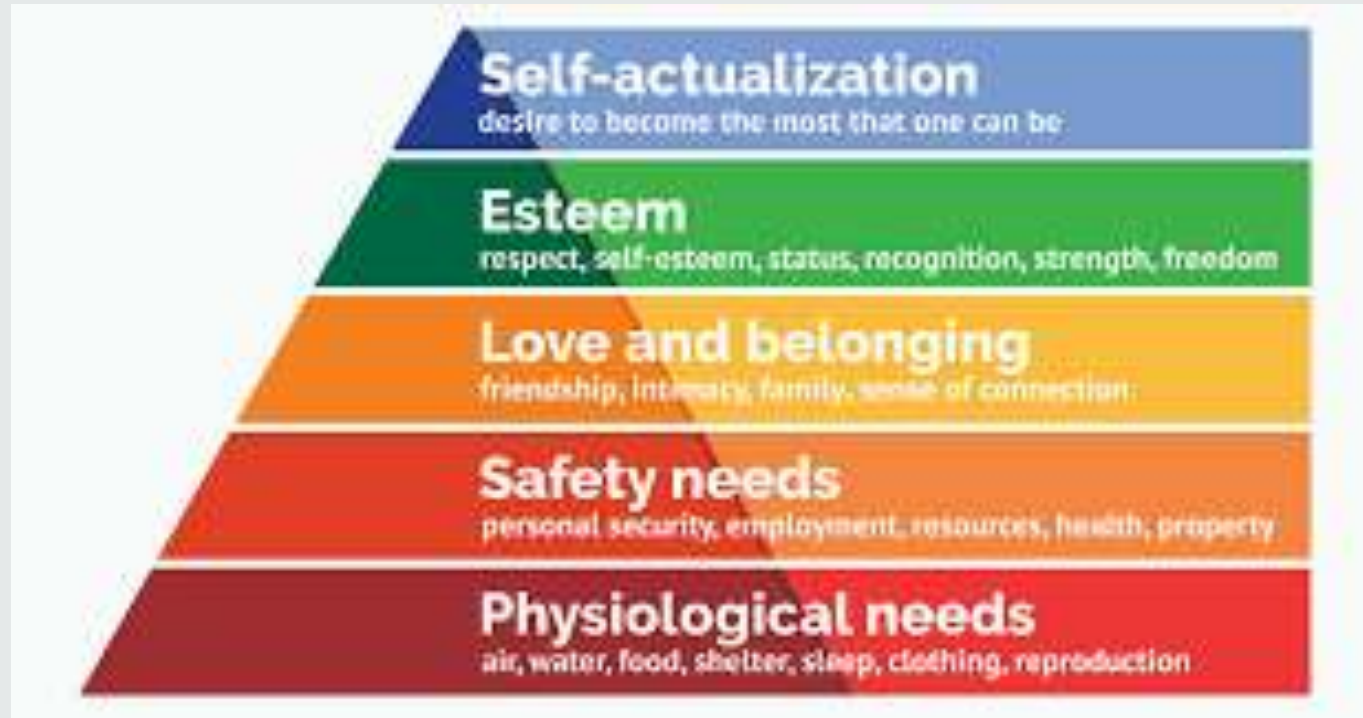 Self-actualization
desire to become the most that one can be
Esteem
respect, self-esteem, status, recognition, strength, freedom
Love and belonging
friendship, intimacy, family, sense of connection
Safety needs
personal security, employment, resources, health, property
Physiological needs
air, water, food, shelter, sleep, clothing, reproduction